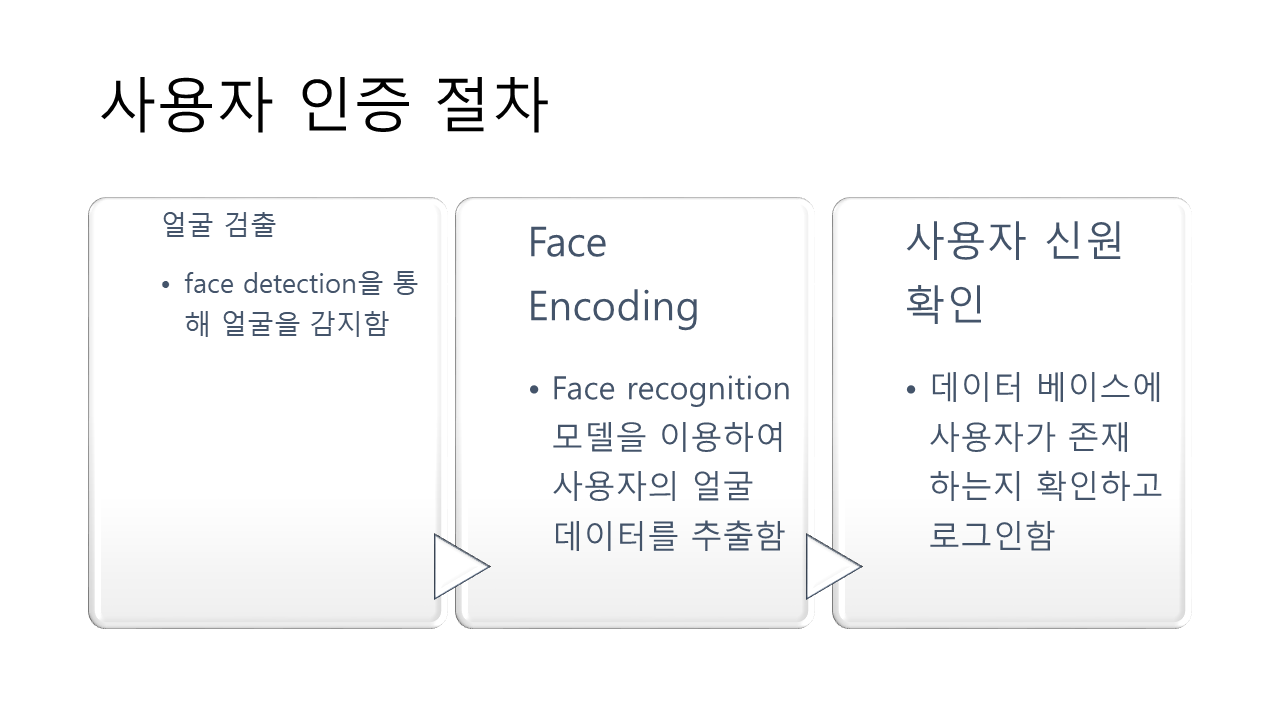 사용자 인증 절차
얼굴 검출
• face detection을 통
해 얼굴을 감지함
Face
Encoding
• Face recognition
모델을 이용하여
사용자의 얼굴
데이터를 추출함
사용자 신원
확인
• 데이터 베이스에
사용자가 존재
하는지 확인하고
로그인함